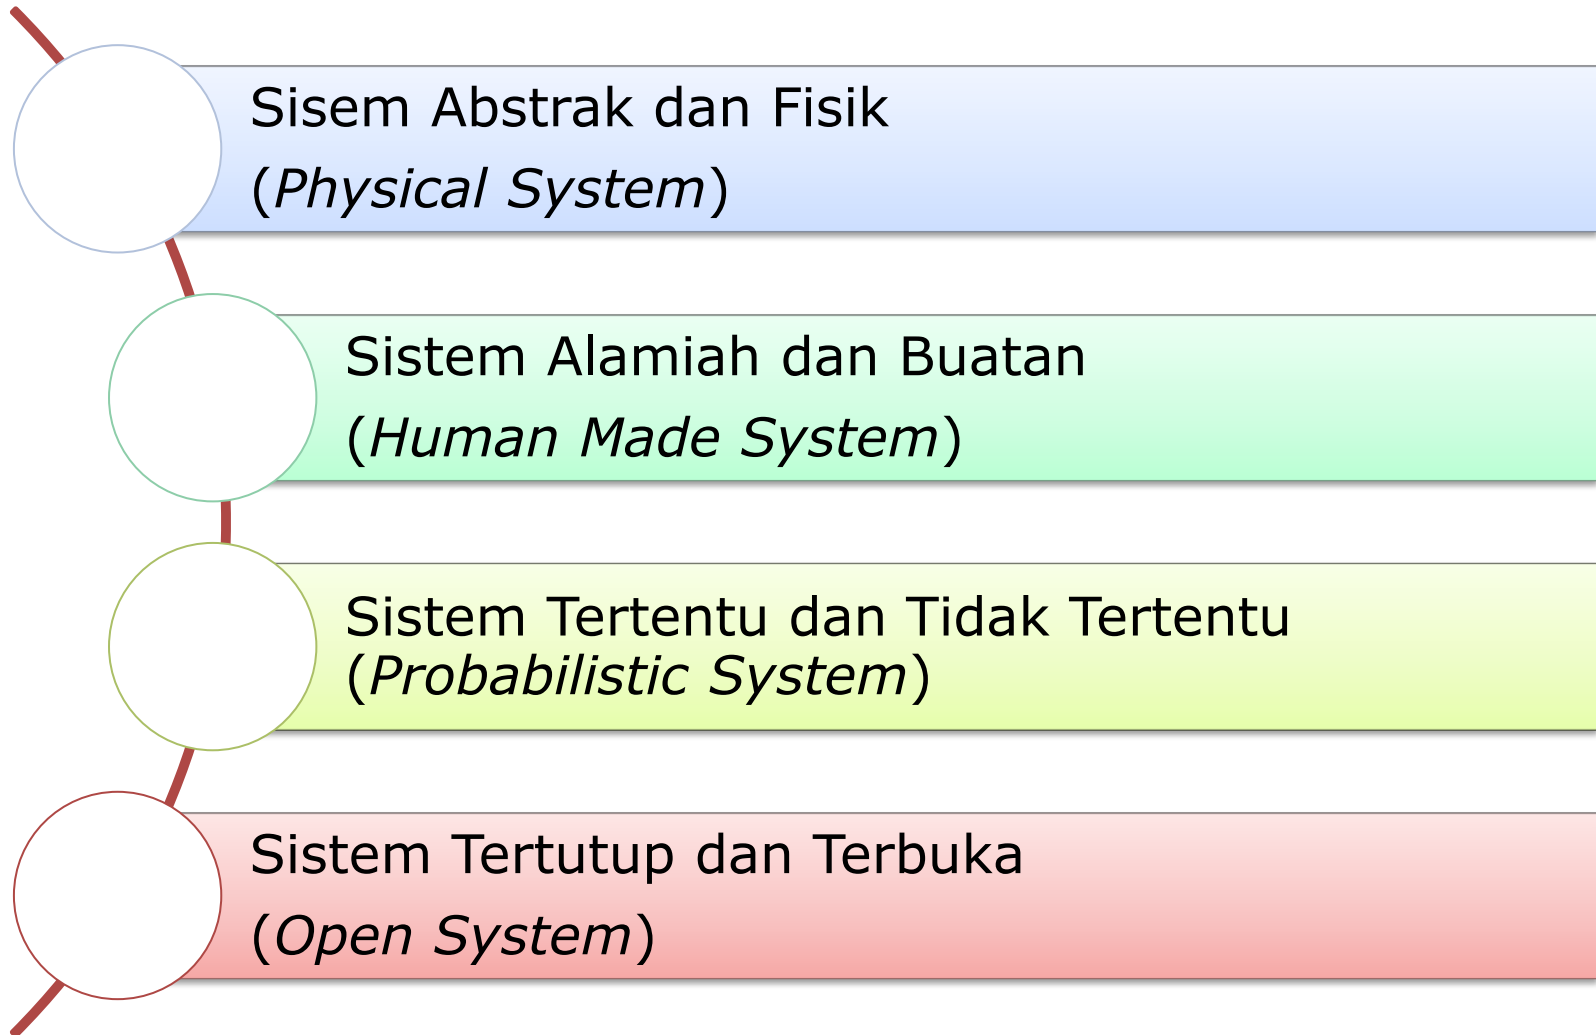 Sisem Abstrak dan Fisik
(Physical System)
Sistem Alamiah dan Buatan
(Human Made System)
Sistem Tertentu dan Tidak Tertentu
(Probabilistic System)
Sistem Tertutup dan Terbuka
(Open System)